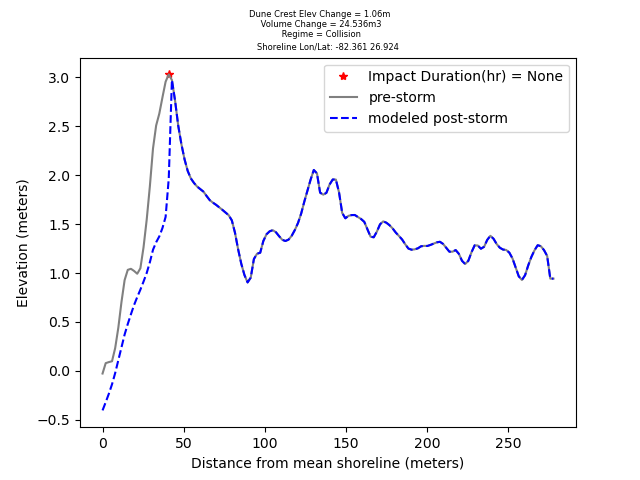 Dune Crest Elev Change = 1.06m
Volume Change = 24.536m3
Regime = Collision
Shoreline Lon/Lat: -82.361 26.924
Impact Duration(hr) = None
pre-storm
modeled post-storm
Elevation (meters)
3.0
2.5
2.0
1.5
1.0
0.5
0.0
−0.5
0 50 100 150 200 250
Distance from mean shoreline (meters)